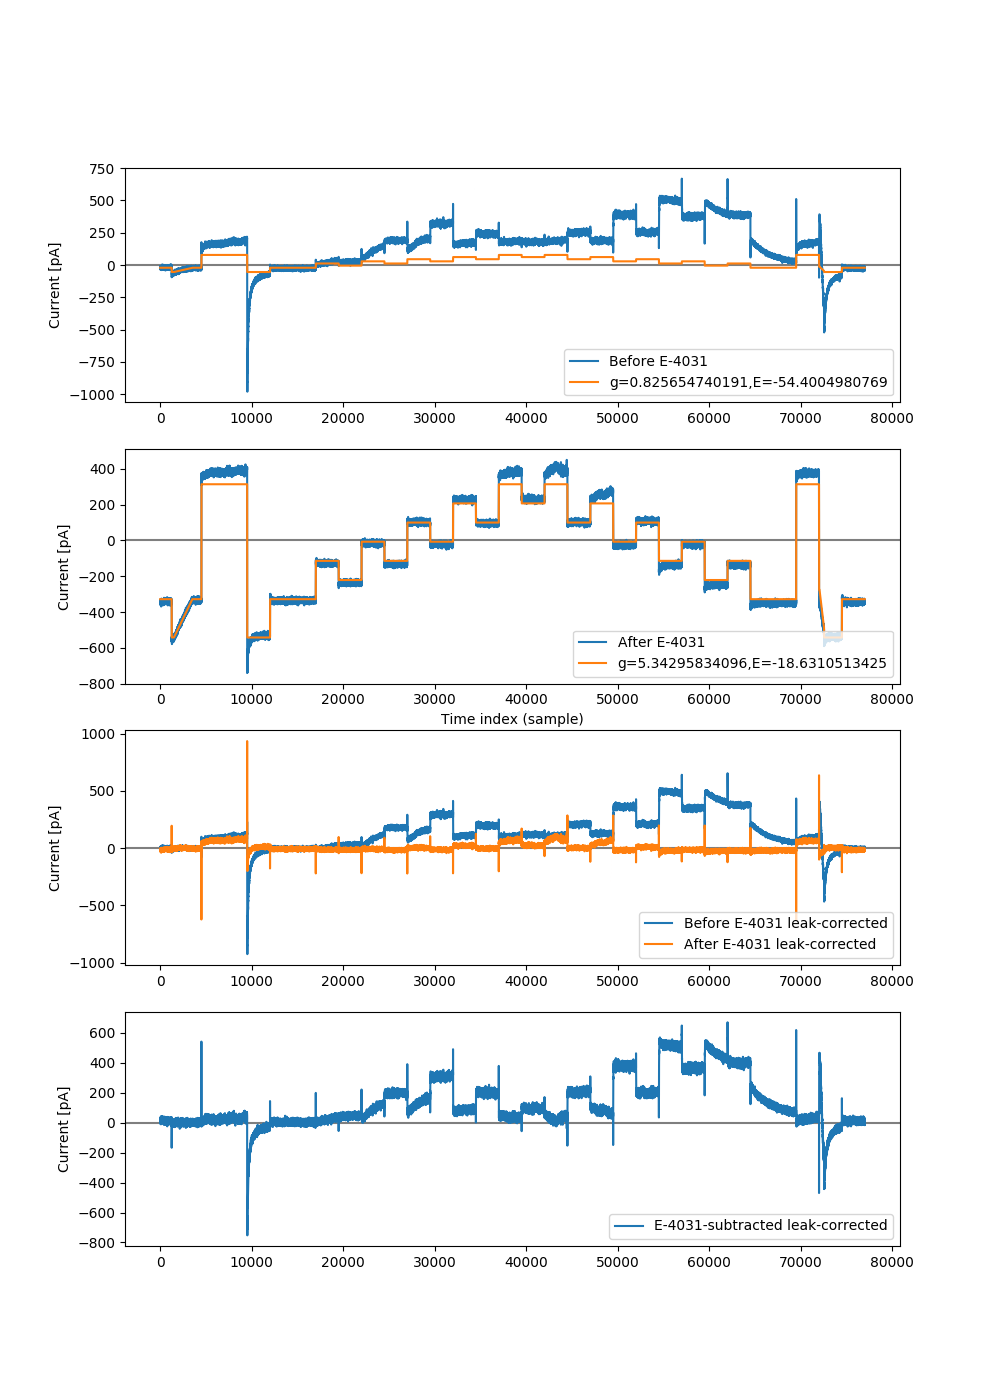 750
500
250
0
−250
−500
−750
−1000
Current [pA]
Before E-4031
g=0.825654740191,E=-54.4004980769
0 10000 20000 30000 40000 50000 60000 70000 80000
400
200
0
−200
−400
−600
−800
Current [pA]
After E-4031
g=5.34295834096,E=-18.6310513425
0 10000 20000 30000 40000 50000 60000 70000 80000
Time index (sample)
1000
500
0
−500
−1000
Current [pA]
Before E-4031 leak-corrected
After E-4031 leak-corrected
0 10000 20000 30000 40000 50000 60000 70000 80000
600
400
200
0
−200
−400
−600
−800
Current [pA]
E-4031-subtracted leak-corrected
0 10000 20000 30000 40000 50000 60000 70000 80000